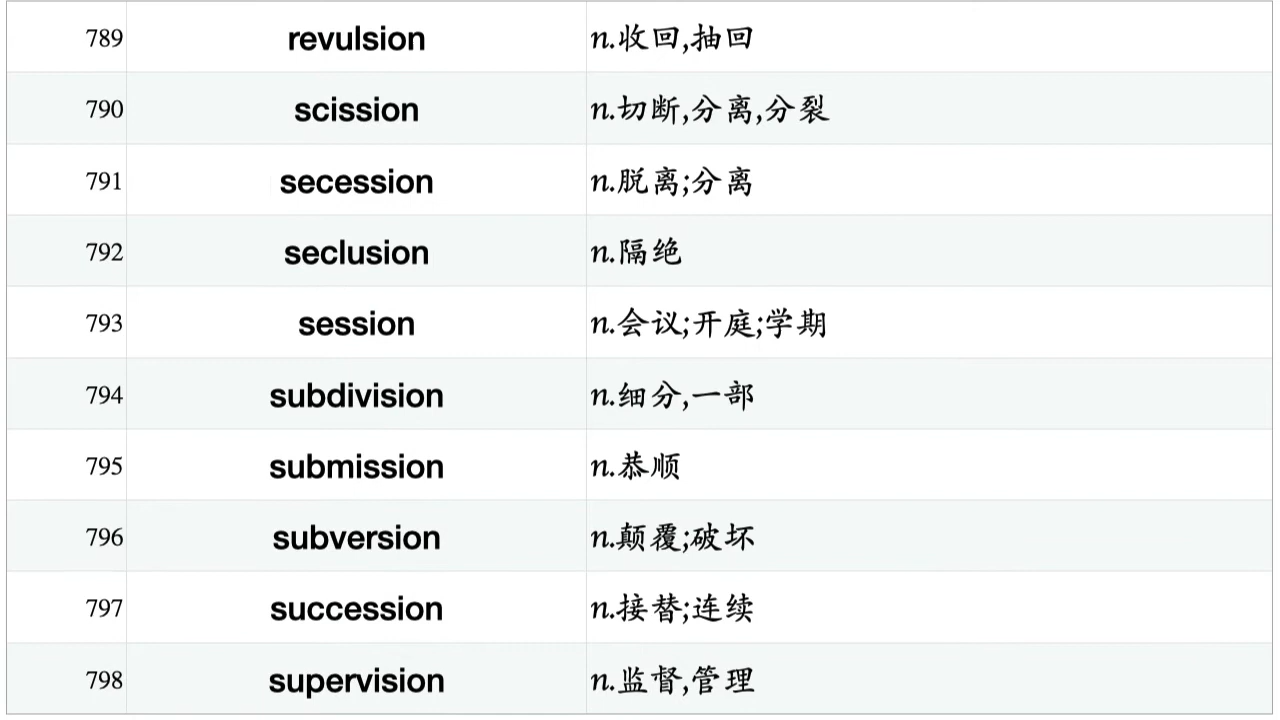 789 revulsion n.收回,抽回
790 scission n.切断,分离,分裂
791 secession n.脱离;分离
792 seclusion n.隔绝
793 session n.会议;开庭;学期
794 subdivision n.细分,一部
795 submission n.恭顺
796 subversion n.颠覆;破坏
797 succession n.接替;连续
798 supervision n.监督,管理